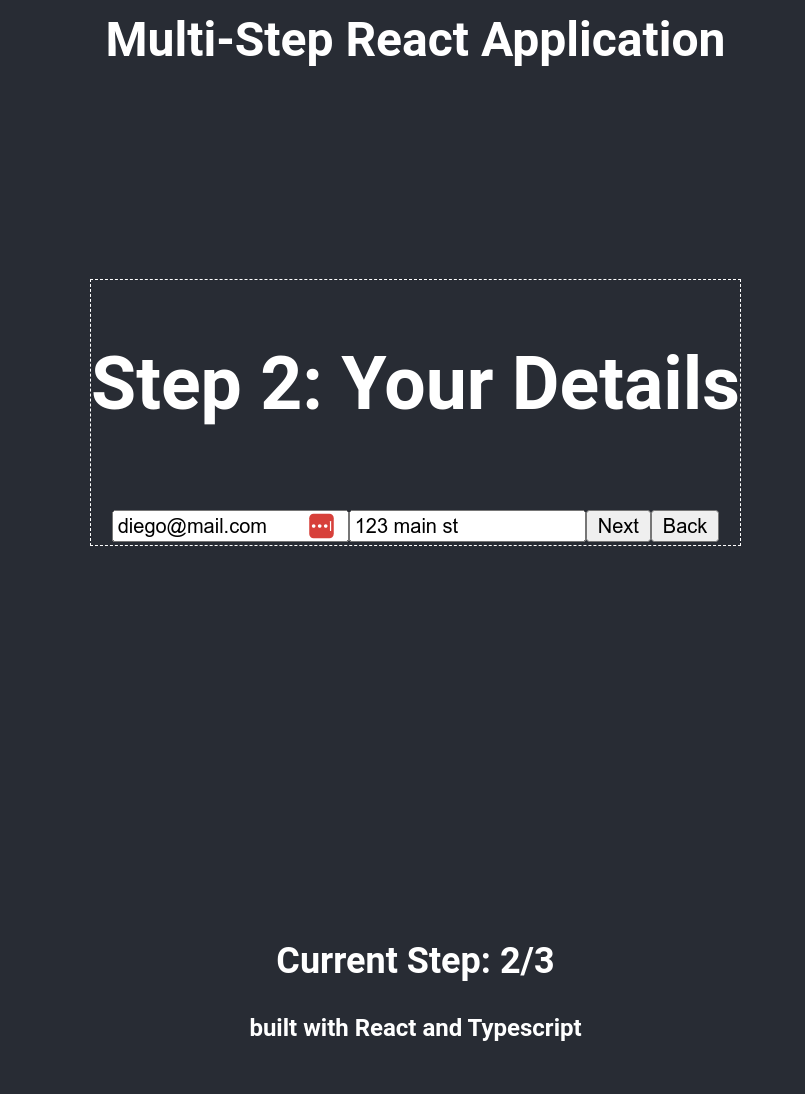 Multi-Step React Application
Step 2: Your Details
diego@mail.com 123 main st Next Back
Current Step: 2/3
built with React and Typescript